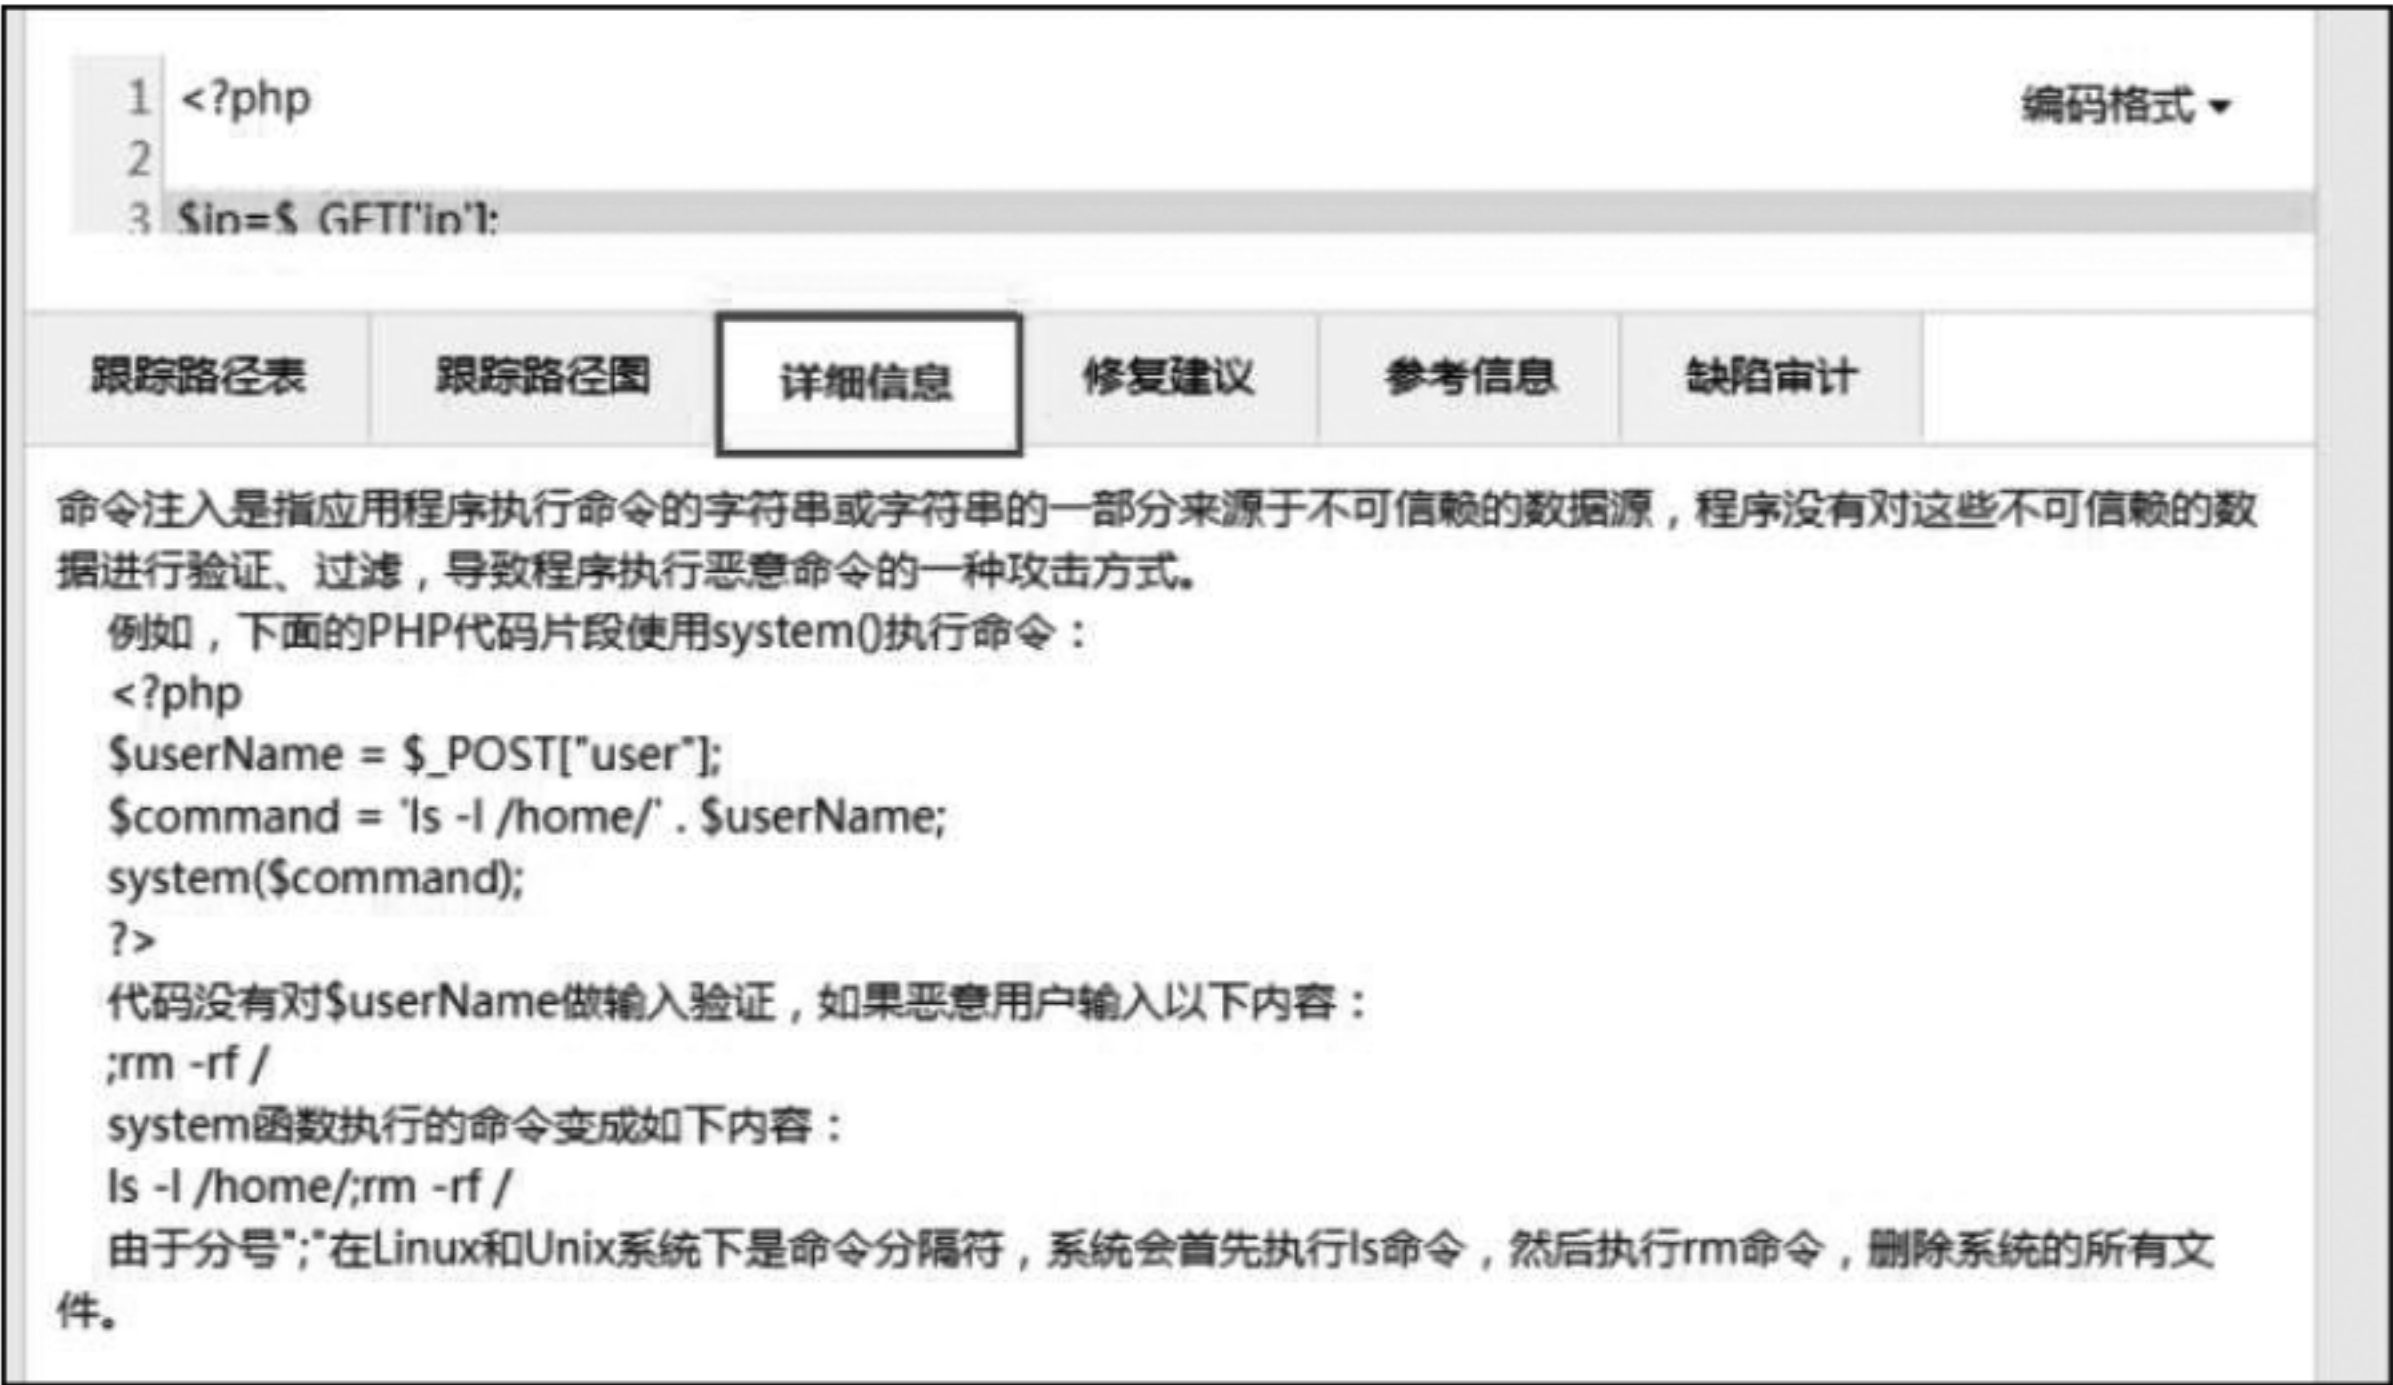 1 <?php
编码格式
2
3 $ip=$_GET['ip'];
跟踪路径表 跟踪路径图 详细信息 修复建议 参考信息 缺陷审计
命令注入是指应用程序执行命令的字符串或字符串的一部分来源于不可信赖的数据源，程序没有对这些不可信赖的数
据进行验证、过滤，导致程序执行恶意命令的一种攻击方式。
例如，下面的PHP代码片段使用system()执行命令：
<?php
$userName = $_POST["user"];
$command = 'ls -l /home/' . $userName;
system($command);
?>
代码没有对$userName做输入验证，如果恶意用户输入以下内容：
;rm -rf /
system函数执行的命令变成如下内容：
ls -l /home/;rm -rf /
由于分号";"在Linux和Unix系统下是命令分隔符，系统会首先执行ls命令，然后执行rm命令，删除系统的所有文
件。